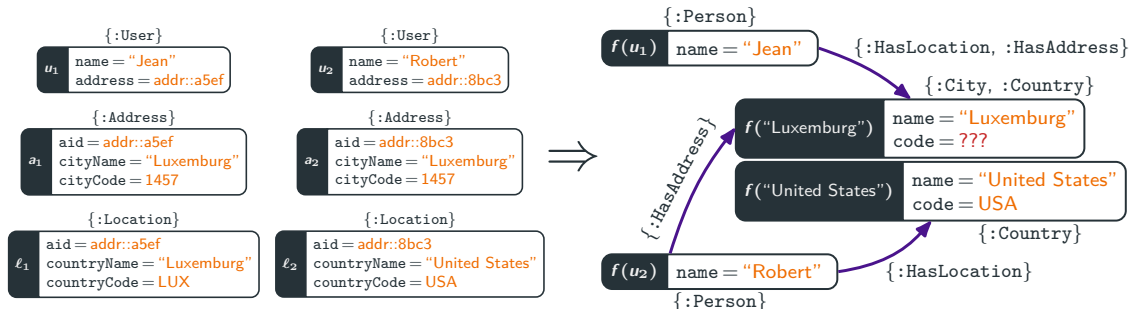 {:User}
u1 name = “Jean”
address = addr::a5ef
{:User}
u2 name = “Robert”
address = addr::8bc3
{:Address}
a1 aid = addr::a5ef
cityName = “Luxemburg”
cityCode = 1457
{:Address}
a2 aid = addr::8bc3
cityName = “Luxemburg”
cityCode = 1457
{:Location}
ℓ1 aid = addr::a5ef
countryName = “Luxemburg”
countryCode = LUX
{:Location}
ℓ2 aid = addr::8bc3
countryName = “United States”
countryCode = USA
⇒
{:Person}
f(u1) name = “Jean”
{:HasLocation, :HasAddress}
{:City, :Country}
f(“Luxemburg”) name = “Luxemburg”
code = ???
{:HasAddress}
f(“United States”) name = “United States”
code = USA
{:Country}
f(u2) name = “Robert”
{:HasLocation}
{:Person}